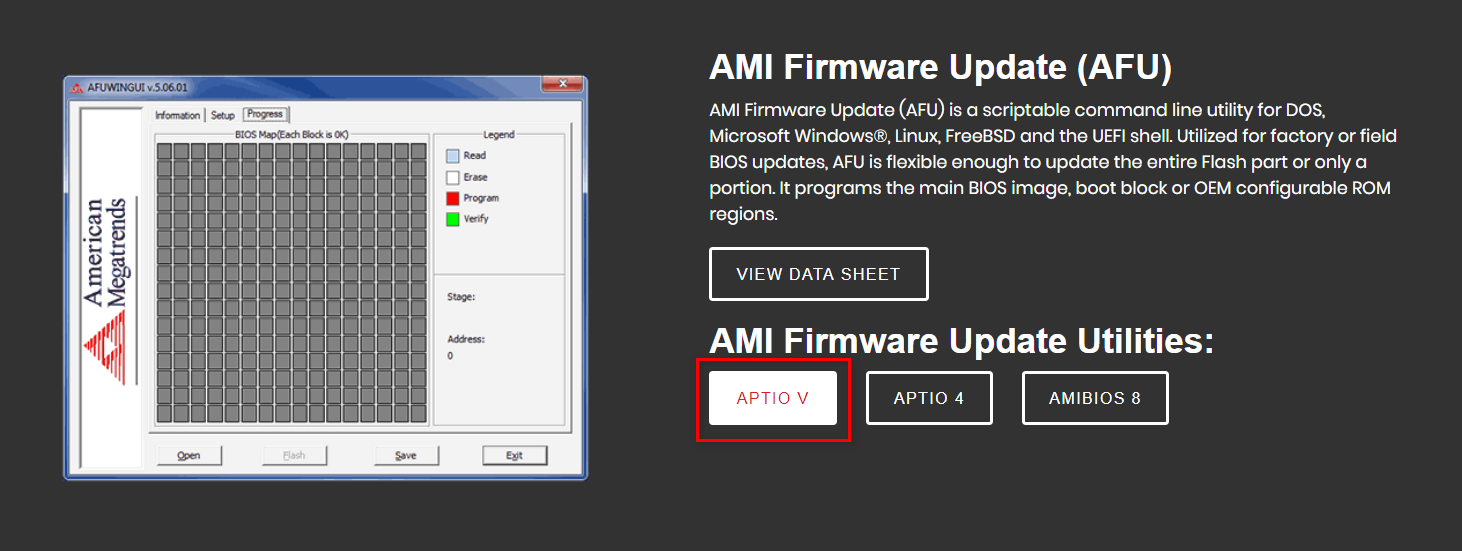 AFUWINGUI v.5.06.01
Information
Setup
Progress
BIOS Map(Each Block is 0K)
Legend
Read
Erase
Program
Verify
Stage:
Address:
0
American
Megatrends
Open
Flash
Save
Exit
AMI Firmware Update (AFU)
AMI Firmware Update (AFU) is a scriptable command line utility for DOS,
Microsoft Windows®, Linux, FreeBSD and the UEFI shell. Utilized for factory or field
BIOS updates, AFU is flexible enough to update the entire Flash part or only a
portion. It programs the main BIOS image, boot block or OEM configurable ROM
regions.
VIEW DATA SHEET
AMI Firmware Update Utilities:
APTIO V
APTIO 4
AMIBIOS 8